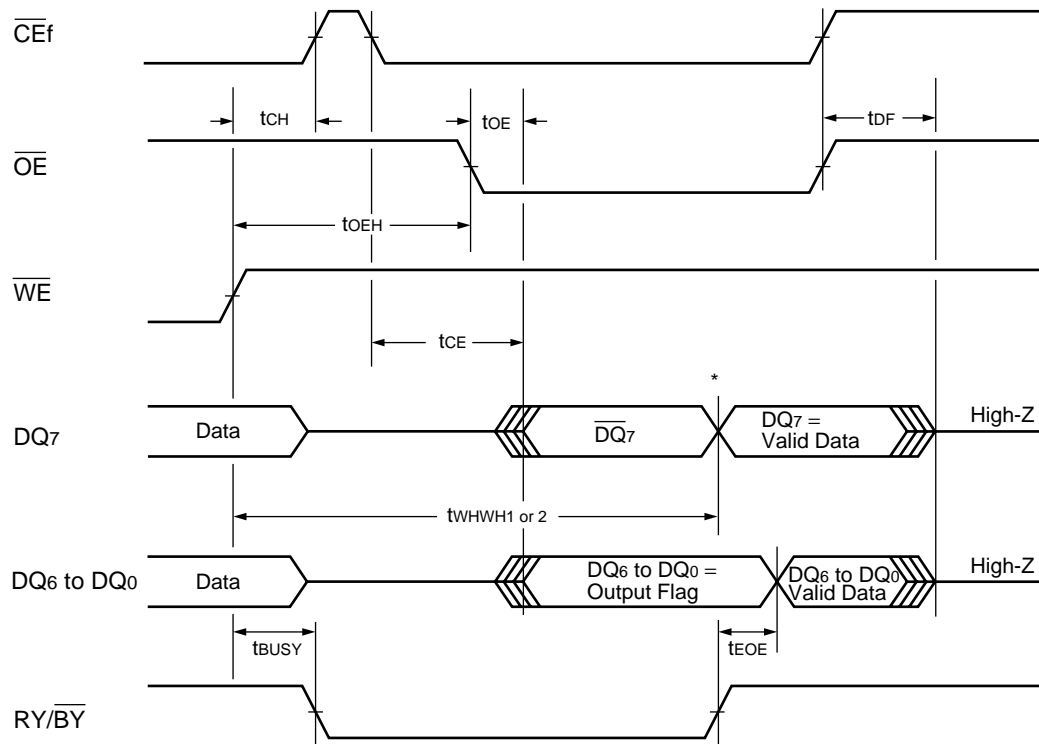 CEf
tCH
tOE
tDF
OE
tOEH
WE
tCE
*
DQ7
Data
DQ7
DQ7 =
Valid Data
High-Z
tWHWH1 or 2
DQ6 to DQ0
Data
DQ6 to DQ0 =
Output Flag
DQ6 to DQ0
Valid Data
High-Z
tBUSY
tEOE
RY/BY